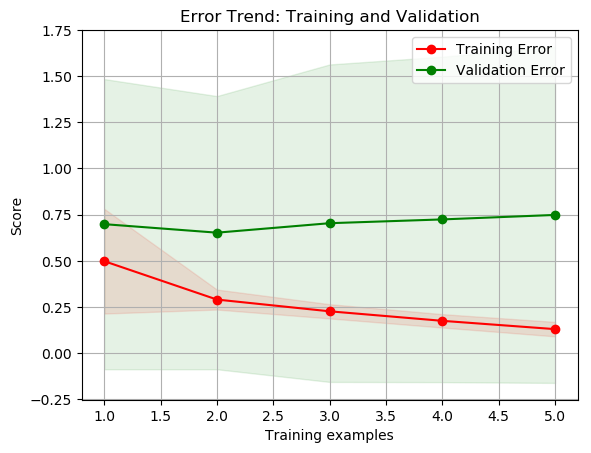 Error Trend: Training and Validation
Training Error
Validation Error
Score
1.75
1.50
1.25
1.00
0.75
0.50
0.25
0.00
−0.25
1.0 1.5 2.0 2.5 3.0 3.5 4.0 4.5 5.0
Training examples